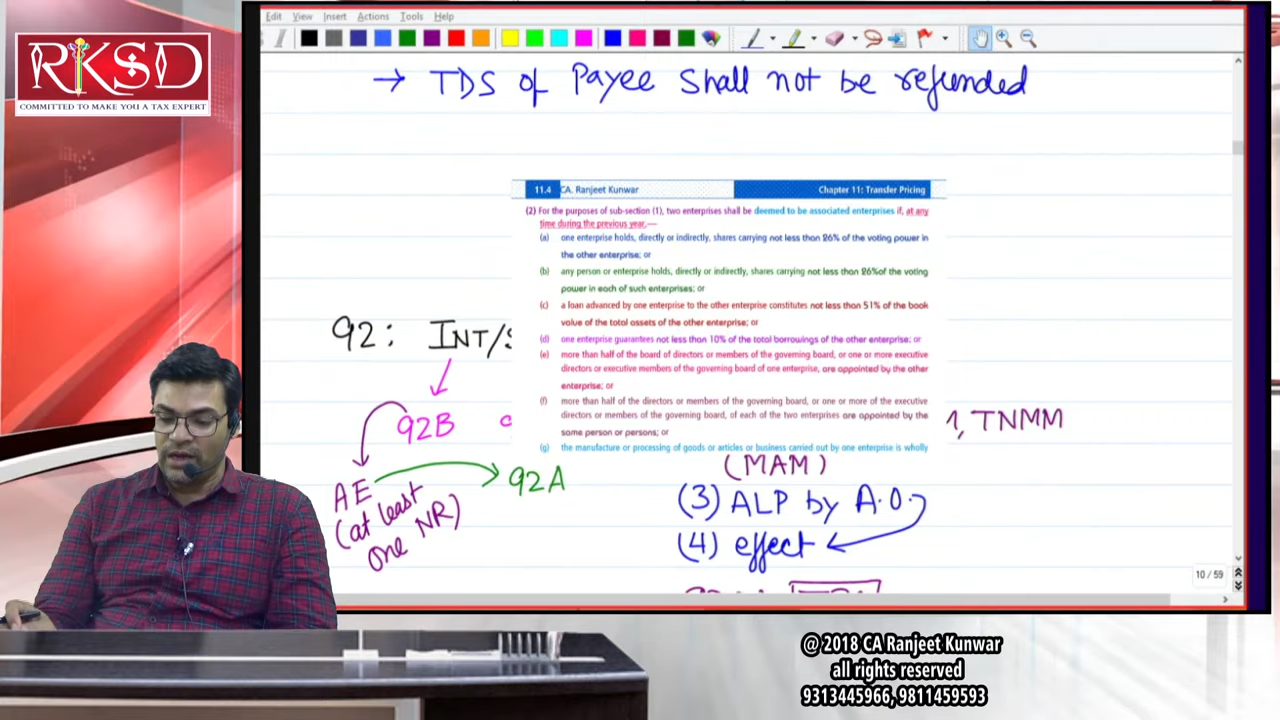 Edit View Insert Actions Tools Help
RKSD
COMMITTED TO MAKE YOU A TAX EXPERT
→ TDS of Payee Shall not be refunded
11.4 CA. Ranjeet Kunwar Chapter 11: Transfer Pricing
(2) For the purposes of sub-section (1), two enterprises shall be deemed to be associated enterprises if, at any
time during the previous year,—
(a) one enterprise holds, directly or indirectly, shares carrying not less than 26% of the voting power in
the other enterprise; or
(b) any person or enterprise holds, directly or indirectly, shares carrying not less than 26%of the voting
power in each of such enterprises; or
(c) a loan advanced by one enterprise to the other enterprise constitutes not less than 51% of the book
value of the total assets of the other enterprise; or
(d) one enterprise guarantees not less than 10% of the total borrowings of the other enterprise; or
(e) more than half of the board of directors or members of the governing board, or one or more executive
directors or executive members of the governing board of one enterprise, are appointed by the other
enterprise; or
(f) more than half of the directors or members of the governing board, or one or more of the executive
directors or members of the governing board, of each of the two enterprises are appointed by the
same person or persons; or
(g) the manufacture or processing of goods or articles or business carried out by one enterprise is wholly
92: INT/
92B
, TNMM
(MAM)
AE → 92A
(at least
one NR)
(3) ALP by A.O.
(4) effect
10 / 59
@ 2018 CA Ranjeet Kunwar
all rights reserved
9313445966, 9811459593